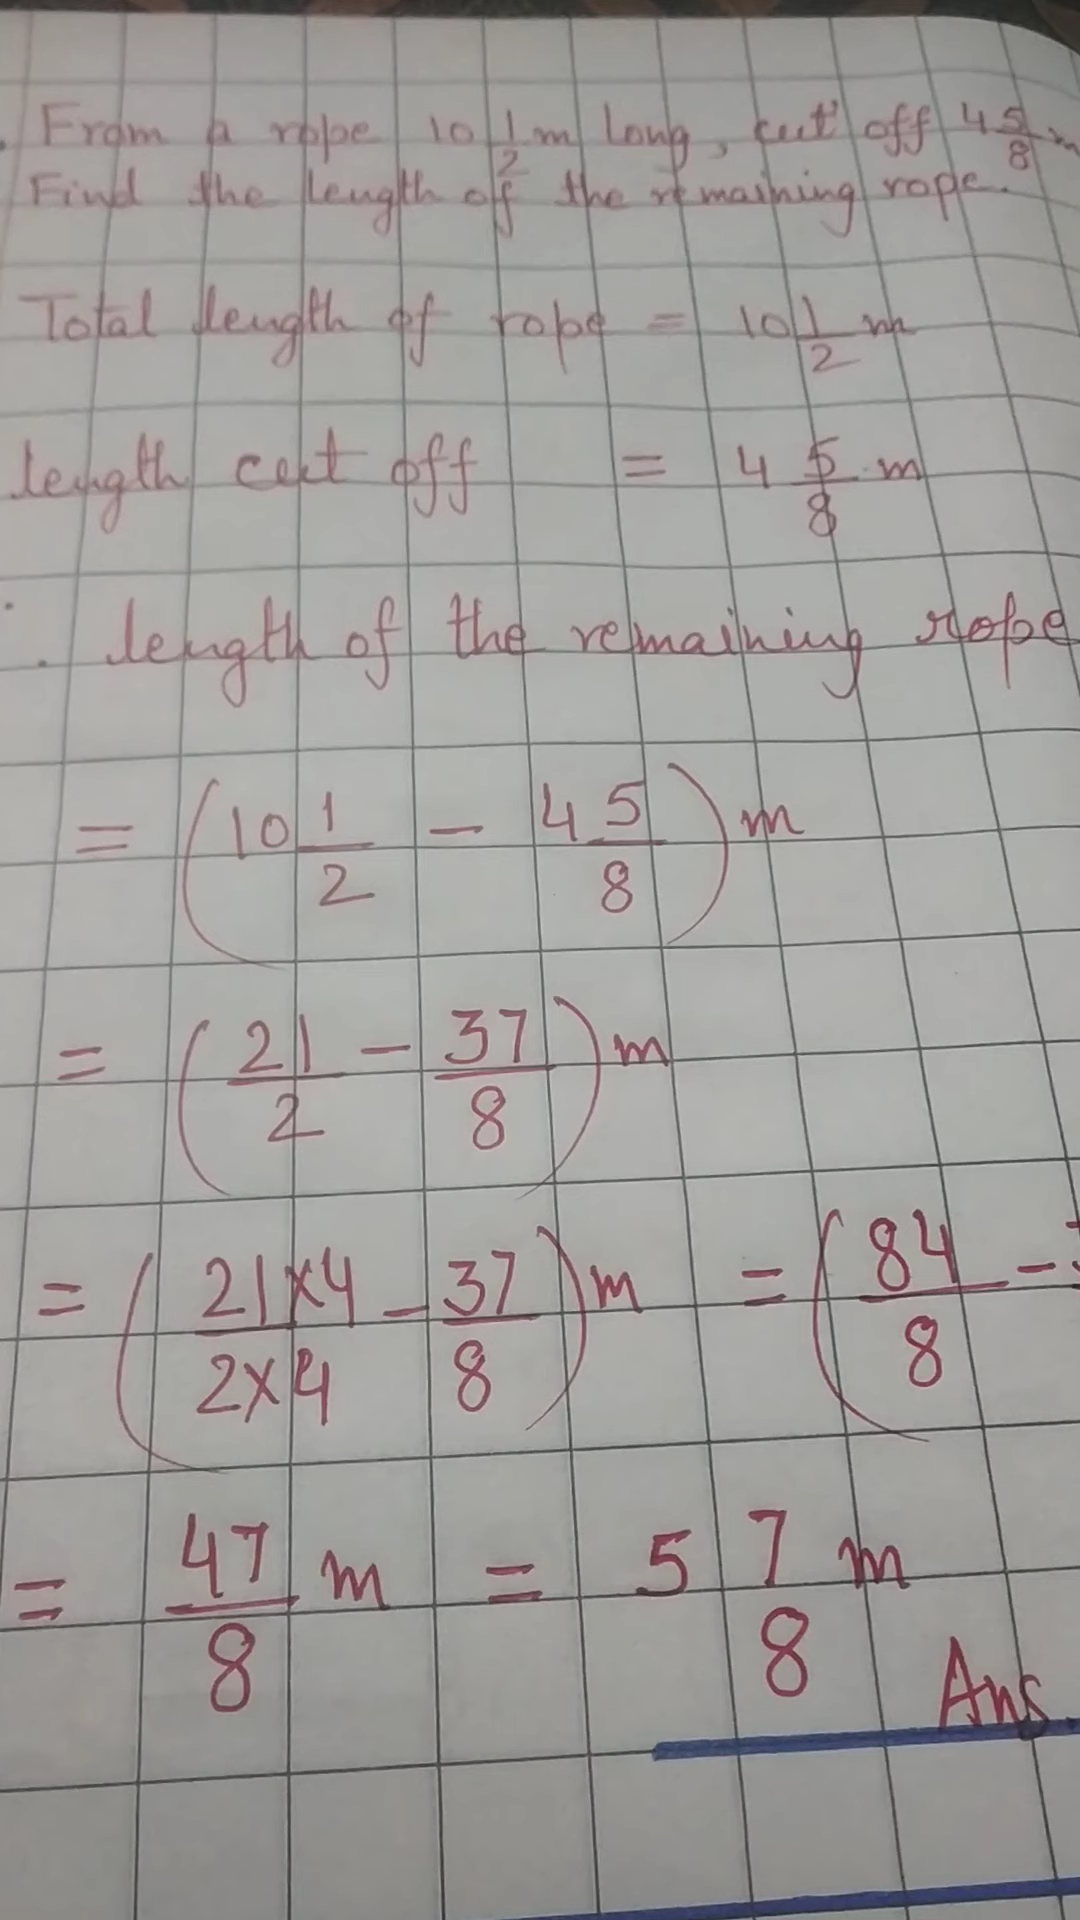 From a rope 10 1/2 m long, cut off 4 5/8 m
Find the length of the remaining rope.
Total length of rope = 10 1/2 m
length cut off = 4 5/8 m
length of the remaining rope
= (10 1/2 - 4 5/8) m
= (21/2 - 37/8) m
= (21×4/2×4 - 37/8) m = (84/8 -
= 47/8 m = 5 7/8 m
Ans.